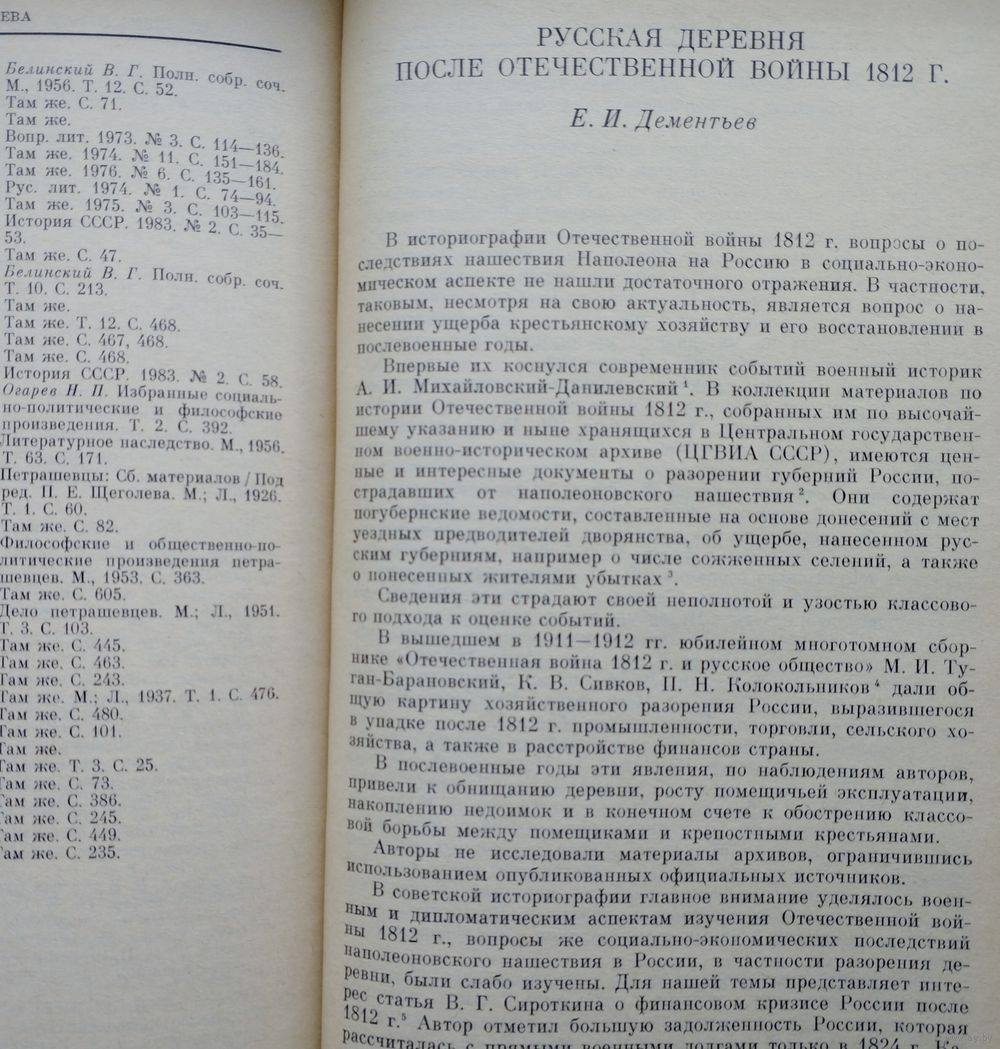 ЕВА
Белинский В. Г. Полн. собр. соч.
М., 1956. Т. 12. С. 52.
Там же. С. 71.
Там же.
Вопр. лит. 1973. № 3. С. 114—136.
Там же. 1974. № 11. С. 151—184.
Там же. 1976. № 6. С. 135—161.
Рус. лит. 1974. № 1. С. 74—94.
Там же. 1975. № 3. С. 103—115.
История СССР. 1983. № 2. С. 35—
53.
Там же. С. 47.
Белинский В. Г. Полн. собр. соч.
Т. 10. С. 213.
Там же.
Там же. Т. 12. С. 468.
Там же. С. 467, 468.
Там же. С. 468.
История СССР. 1983. № 2. С. 58.
Огарев Н. П. Избранные социаль-
но-политические и философские
произведения. Т. 2. С. 392.
Литературное наследство. М., 1956.
Т. 63. С. 171.
Петрашевцы: Сб. материалов / Под
ред. П. Е. Щеголева. М.; Л., 1926.
Т. 1. С. 60.
Там же. С. 82.
Философские и общественно-по-
литические произведения петра-
шевцев. М., 1953. С. 363.
Там же. С. 605.
Дело петрашевцев. М.; Л., 1951.
Т. 3. С. 103.
Там же. С. 445.
Там же. С. 463.
Там же. С. 243.
Там же. М.; Л., 1937. Т. 1. С. 476.
Там же. С. 480.
Там же. С. 101.
Там же.
Там же. Т. 3. С. 25.
Там же. С. 73.
Там же. С. 386.
Там же. С. 245.
Там же. С. 449.
Там же. С. 235.
РУССКАЯ ДЕРЕВНЯ
ПОСЛЕ ОТЕЧЕСТВЕННОЙ ВОЙНЫ 1812 Г.
Е. И. Дементьев
В историографии Отечественной войны 1812 г. вопросы о по-
следствиях нашествия Наполеона на Россию в социально-эконо-
мическом аспекте не нашли достаточного отражения. В частности,
таковым, несмотря на свою актуальность, является вопрос о на-
несении ущерба крестьянскому хозяйству и его восстановлении в
послевоенные годы.
Впервые их коснулся современник событий военный историк
А. И. Михайловский-Данилевский ¹. В коллекции материалов по
истории Отечественной войны 1812 г., собранных им по высочай-
шему указанию и ныне хранящихся в Центральном государствен-
ном военно-историческом архиве (ЦГВИА СССР), имеются цен-
ные и интересные документы о разорении губерний России, по-
страдавших от наполеоновского нашествия ². Они содержат
погубернские ведомости, составленные на основе донесений с мест
уездных предводителей дворянства, об ущербе, нанесенном рус-
ским губерниям, например о числе сожженных селений, а также
о понесенных жителями убытках ³.
Сведения эти страдают своей неполнотой и узостью классово-
го подхода к оценке событий.
В вышедшем в 1911—1912 гг. юбилейном многотомном сбор-
нике «Отечественная война 1812 г. и русское общество» М. И. Ту-
ган-Барановский, К. В. Сивков, П. Н. Колокольников ⁴ дали об-
щую картину хозяйственного разорения России, выразившегося
в упадке после 1812 г. промышленности, торговли, сельского хо-
зяйства, а также в расстройстве финансов страны.
В послевоенные годы эти явления, по наблюдениям авторов,
привели к обнищанию деревни, росту помещичьей эксплуатации,
накоплению недоимок и в конечном счете к обострению классо-
вой борьбы между помещиками и крепостными крестьянами.
Авторы не исследовали материалы архивов, ограничившись
использованием опубликованных официальных источников.
В советской историографии главное внимание уделялось воен-
ным и дипломатическим аспектам изучения Отечественной вой-
ны 1812 г., вопросы же социально-экономических последствий
наполеоновского нашествия в России, в частности разорения де-
ревни, были слабо изучены. Для нашей темы представляет инте-
рес статья В. Г. Сироткина о финансовом кризисе России после
1812 г.⁵ Автор отметил большую задолженность России, которая
рассчиталась с прямыми военными долгами только в 1824 г. Ка-